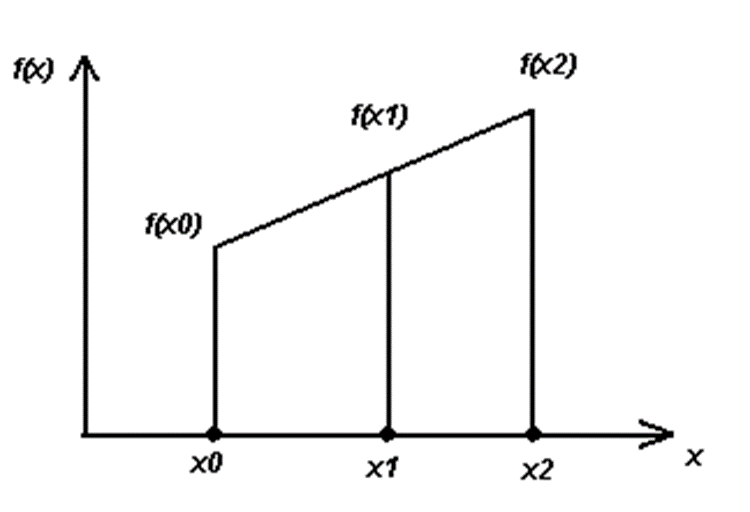 f(x)
f(x2)
f(x1)
f(x0)
x0
x1
x2
x